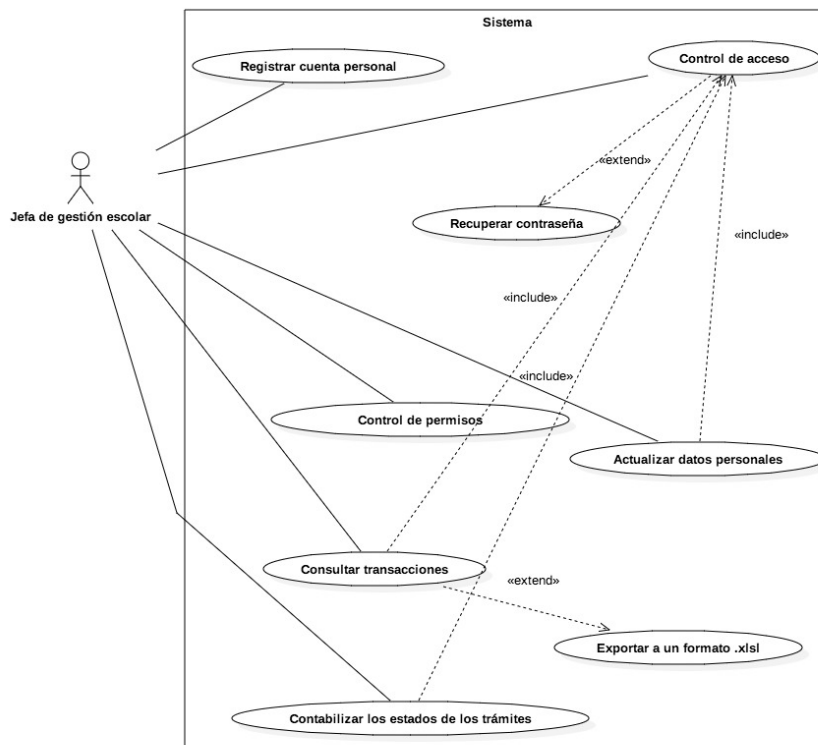 Sistema
Registrar cuenta personal
Control de acceso
«extend»
Jefa de gestión escolar
Recuperar contraseña
«include»
«include»
«include»
Control de permisos
Actualizar datos personales
Consultar transacciones
«extend»
Exportar a un formato .xlsl
Contabilizar los estados de los trámites